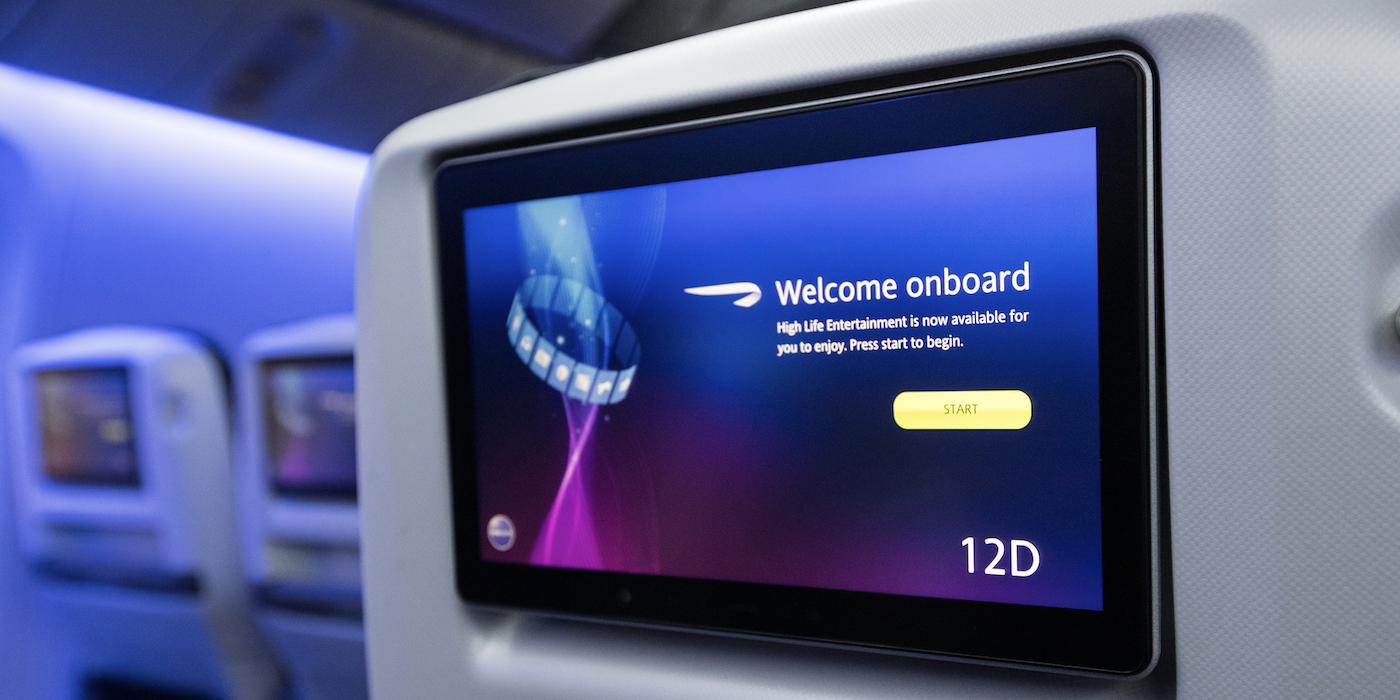 Welcome onboard
High Life Entertainment is now available for
you to enjoy. Press start to begin.
START
12D